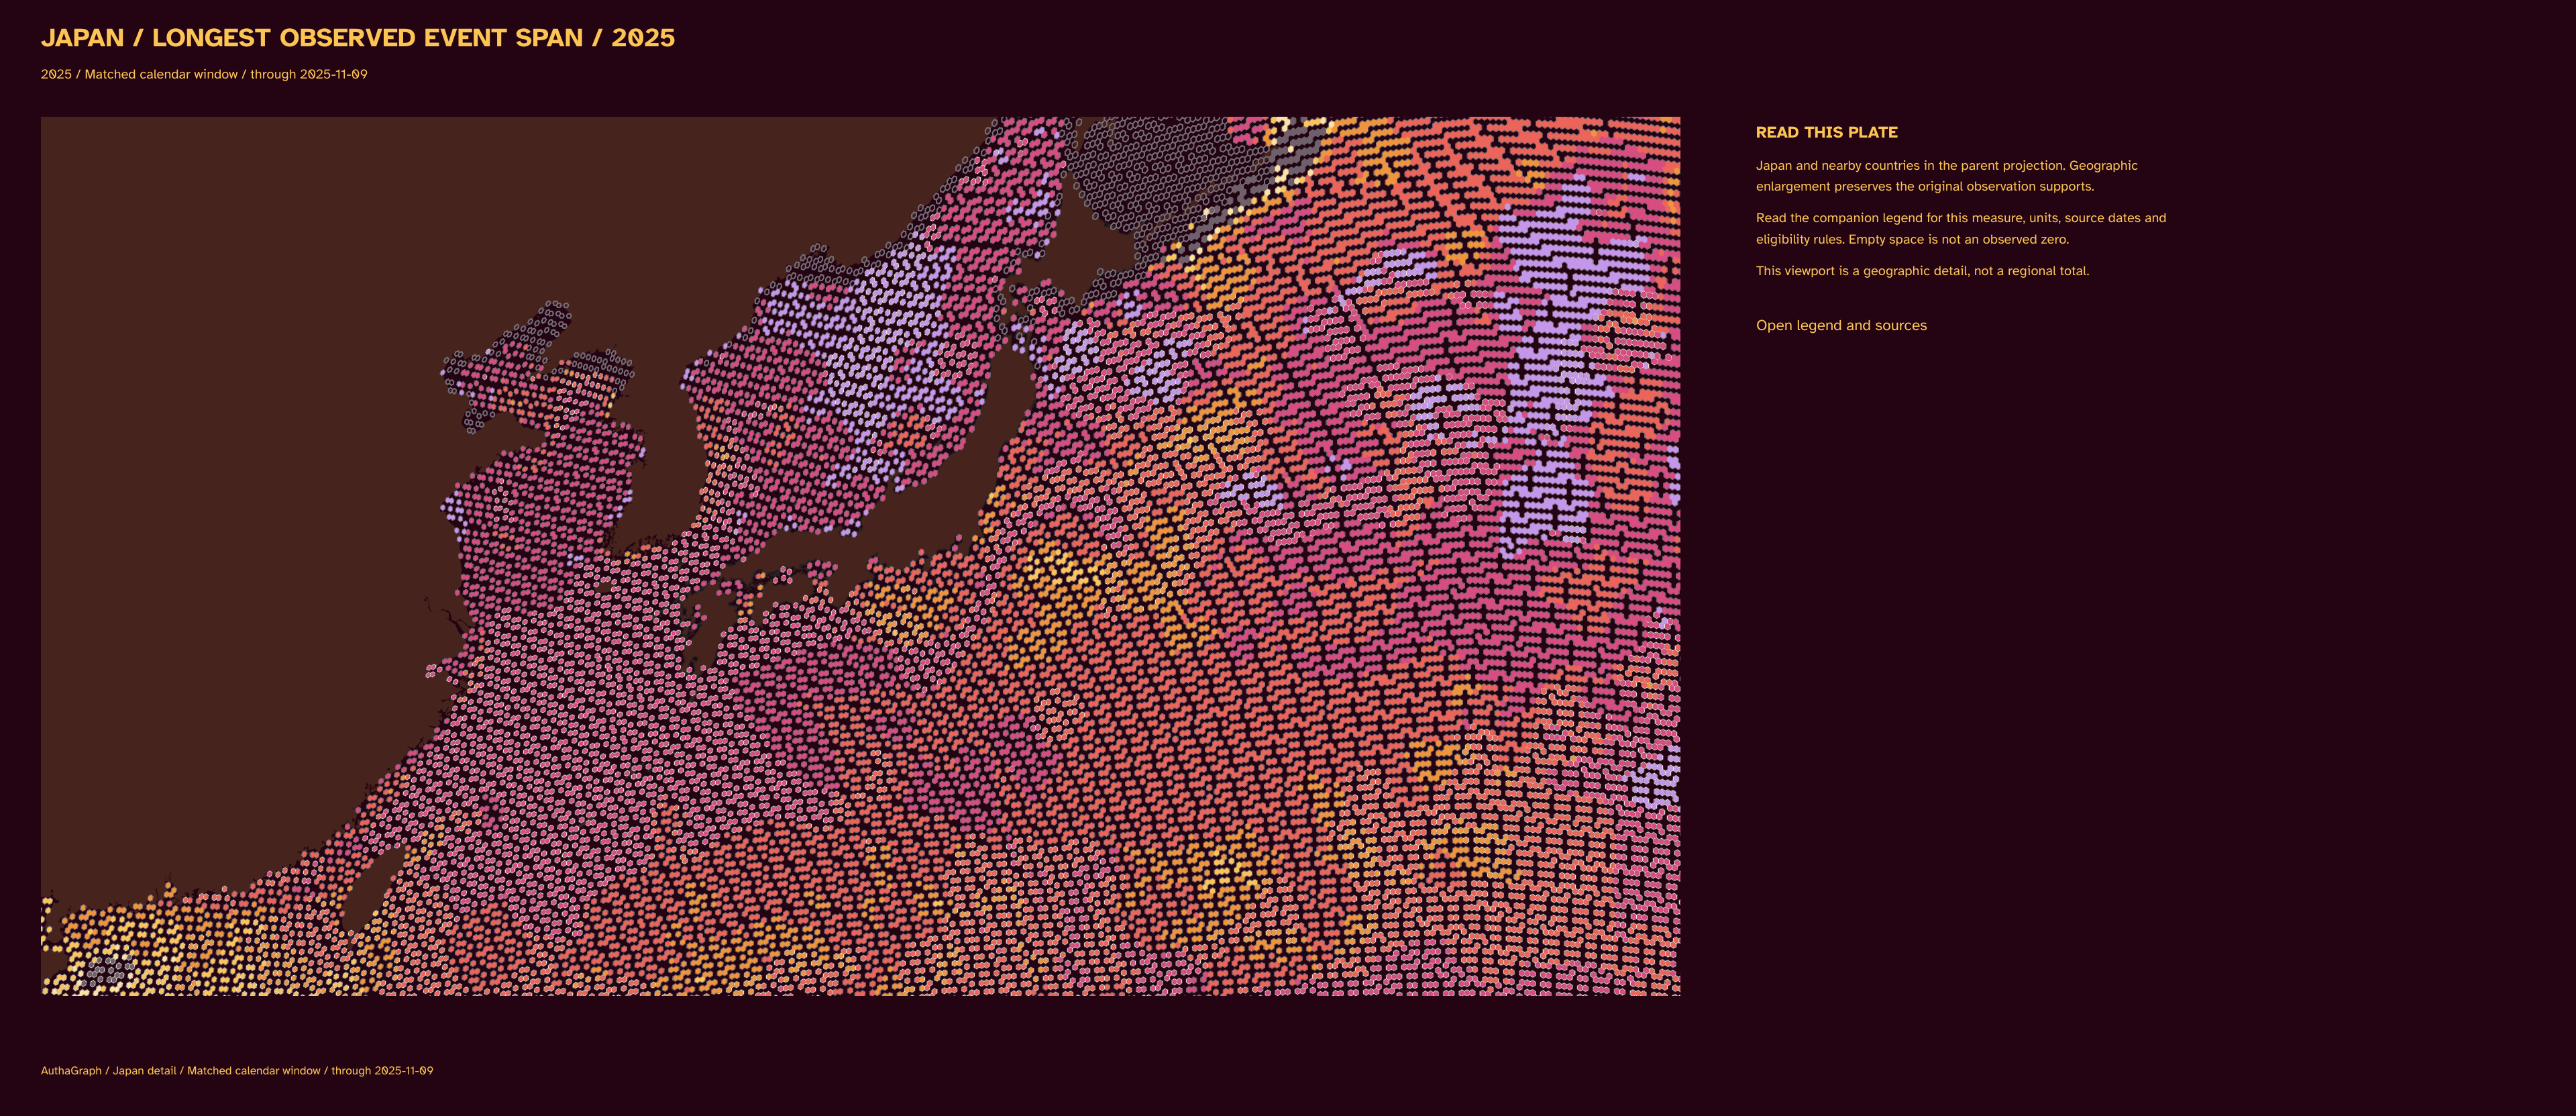 JAPAN / LONGEST OBSERVED EVENT SPAN / 2025
2025 / Matched calendar window / through 2025-11-09
READ THIS PLATE
Japan and nearby countries in the parent projection. Geographic
enlargement preserves the original observation supports.
Read the companion legend for this measure, units, source dates and
eligibility rules. Empty space is not an observed zero.
This viewport is a geographic detail, not a regional total.
Open legend and sources
AuthaGraph / Japan detail / Matched calendar window / through 2025-11-09